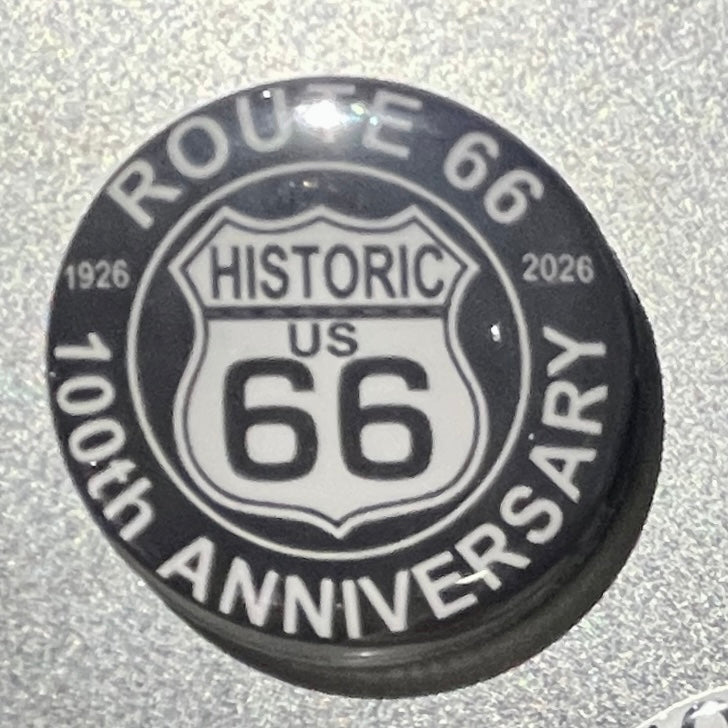 ROUTE 66
1926
2026
HISTORIC
US
66
100th ANNIVERSARY